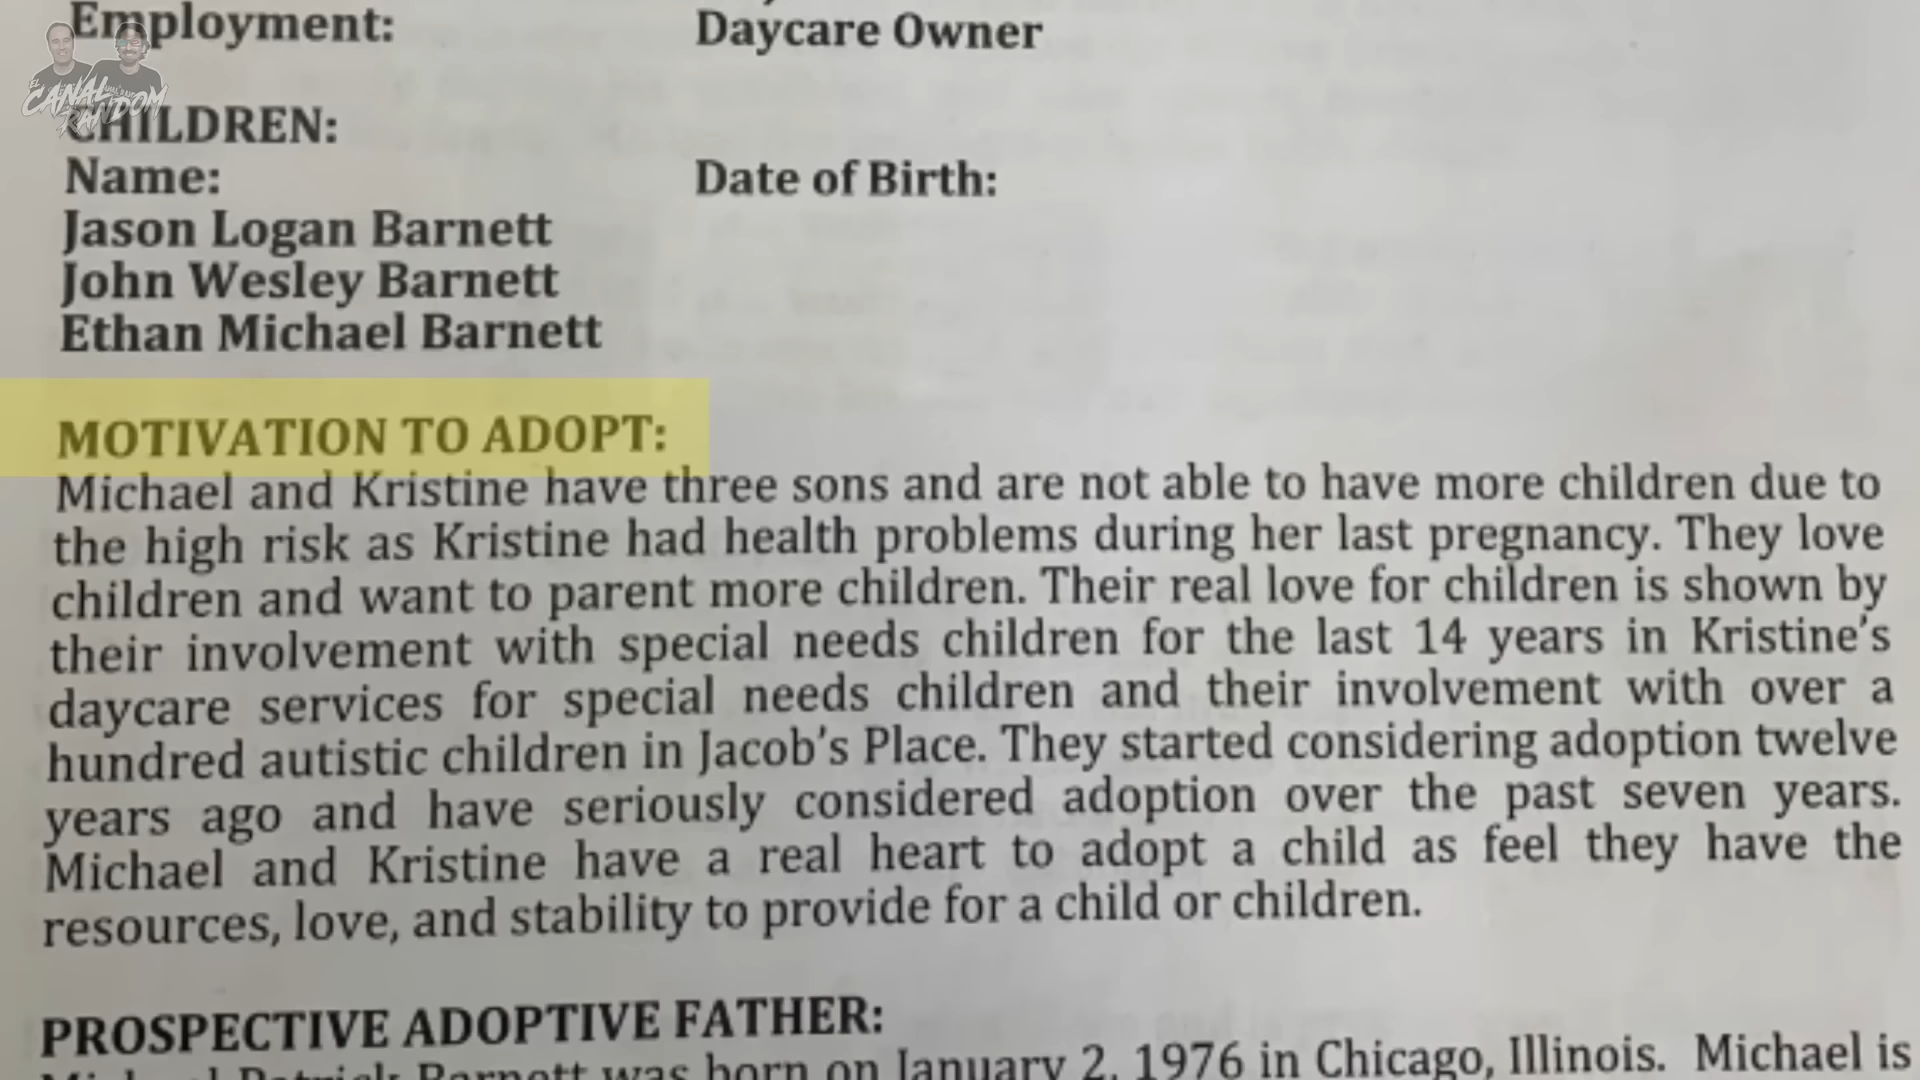 Employment: Daycare Owner
EL CANAL RANDOM
CHILDREN:
Name: Date of Birth:
Jason Logan Barnett
John Wesley Barnett
Ethan Michael Barnett
MOTIVATION TO ADOPT:
Michael and Kristine have three sons and are not able to have more children due to
the high risk as Kristine had health problems during her last pregnancy. They love
children and want to parent more children. Their real love for children is shown by
their involvement with special needs children for the last 14 years in Kristine's
daycare services for special needs children and their involvement with over a
hundred autistic children in Jacob's Place. They started considering adoption twelve
years ago and have seriously considered adoption over the past seven years.
Michael and Kristine have a real heart to adopt a child as feel they have the
resources, love, and stability to provide for a child or children.
PROSPECTIVE ADOPTIVE FATHER:
Michael Patrick Barnett was born on January 2, 1976 in Chicago, Illinois. Michael is